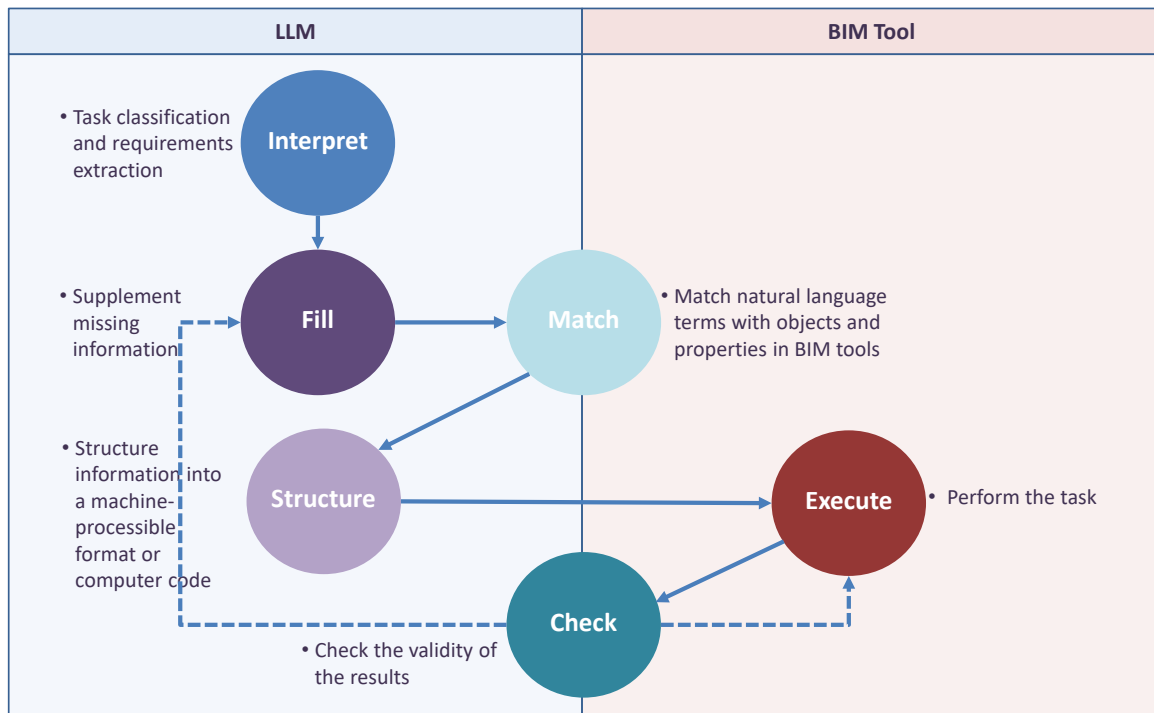 LLM
BIM Tool
• Task classification
and requirements
extraction
Interpret
• Supplement
missing
information
Fill
Match
• Match natural language
terms with objects and
properties in BIM tools
• Structure
information into
a machine-
processible
format or
computer code
Structure
Execute
• Perform the task
Check
• Check the validity of
the results